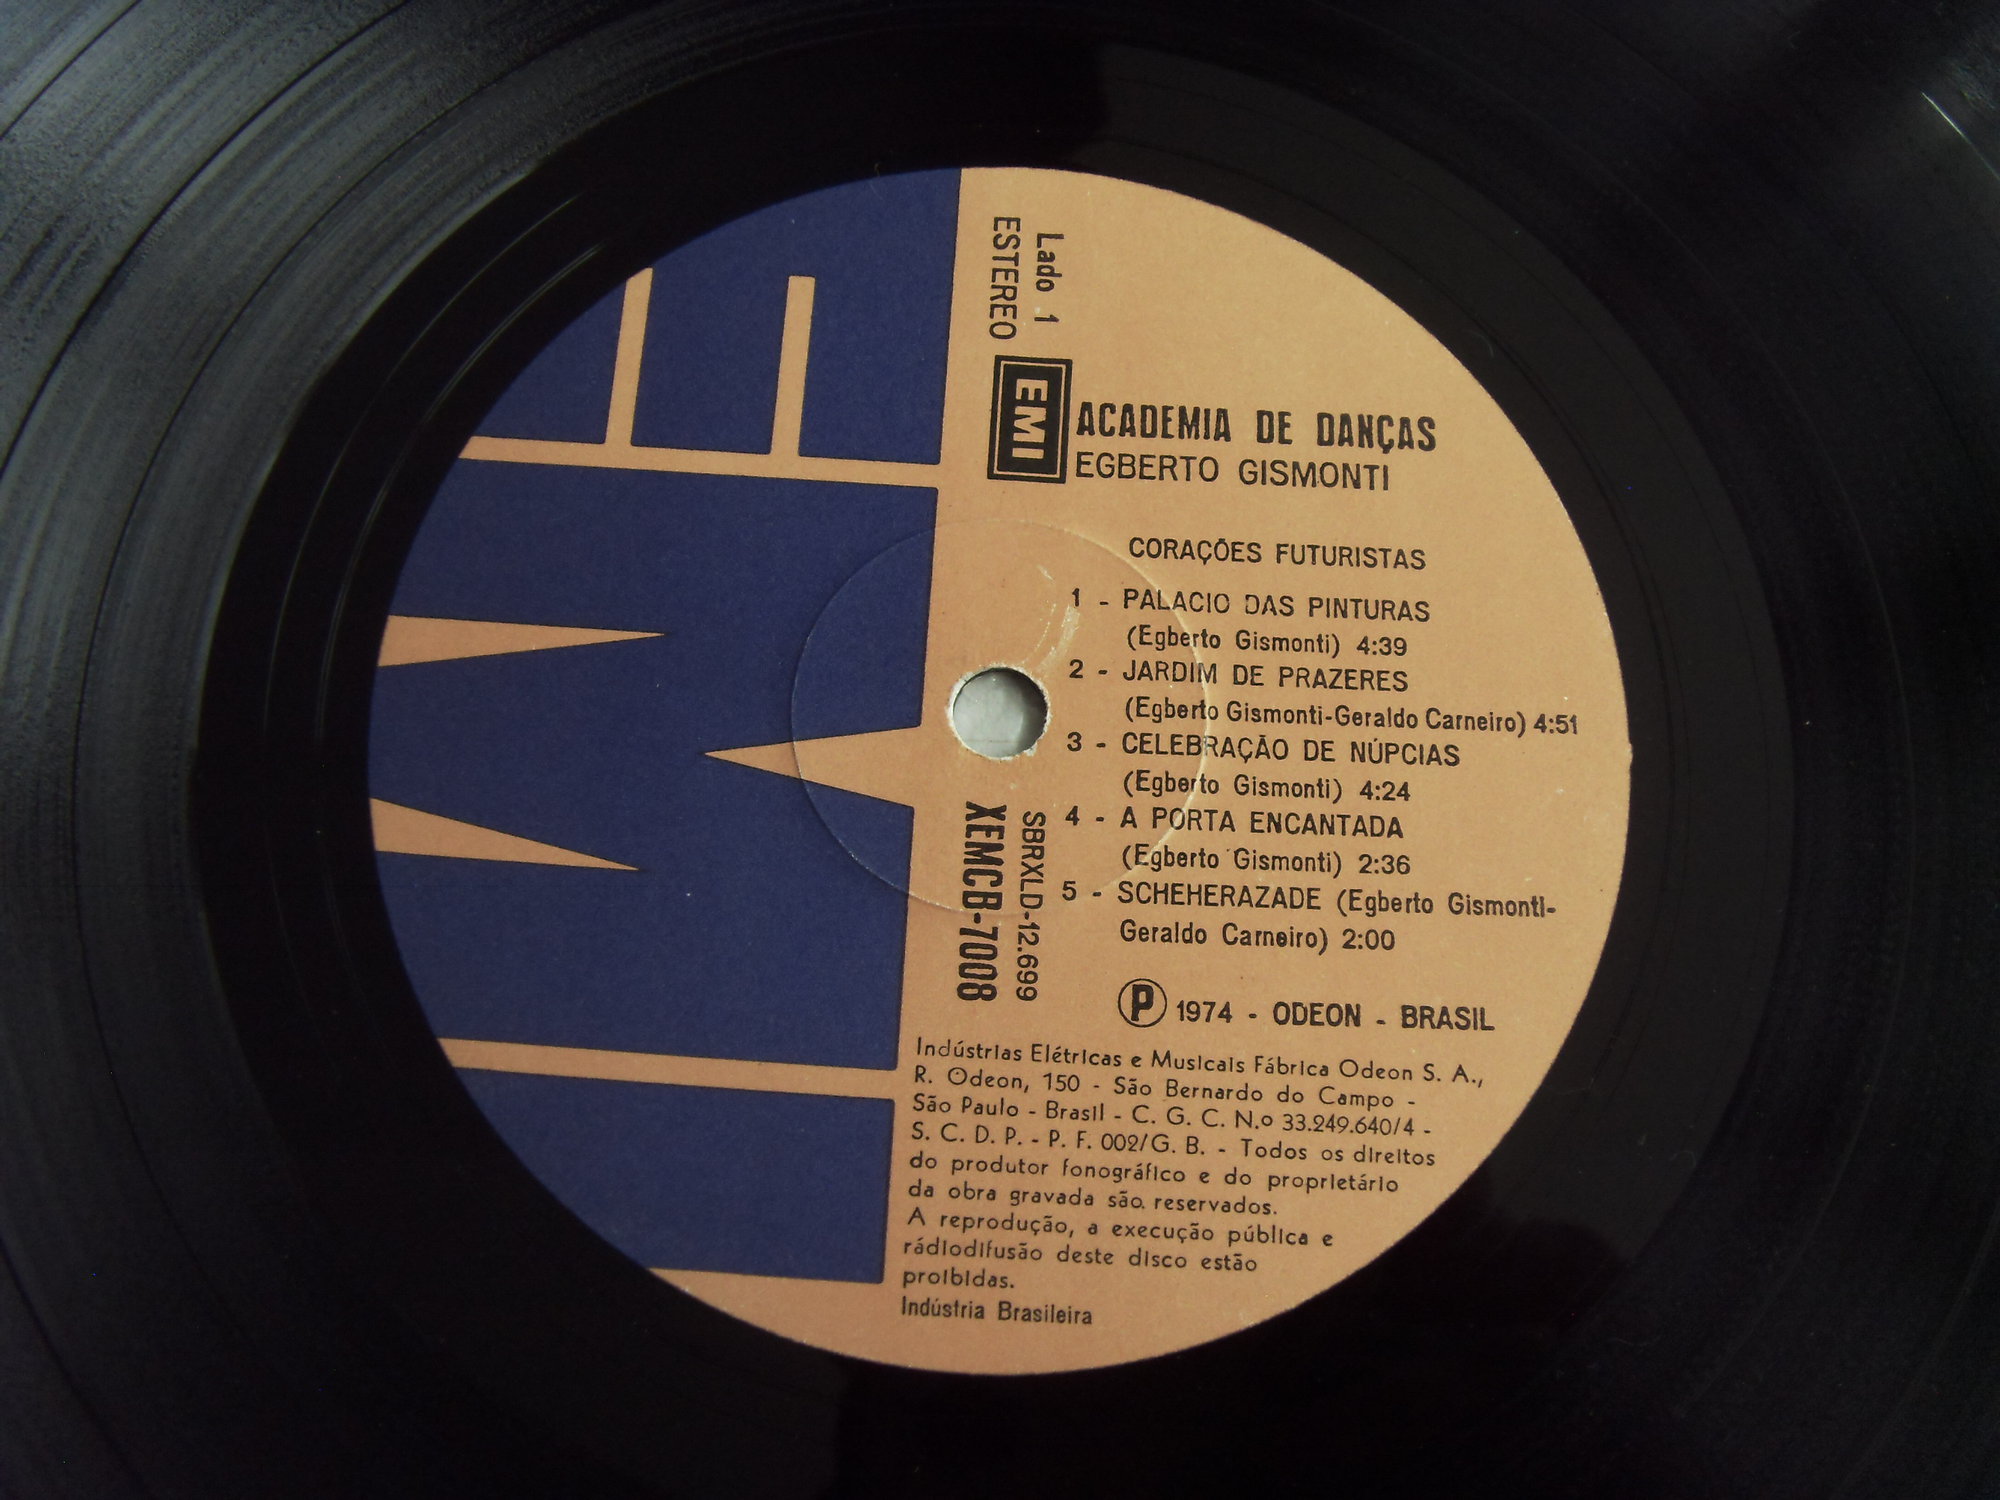 Lado 1
ESTEREO
EMI
ACADEMIA DE DANÇAS
EGBERTO GISMONTI
CORAÇÕES FUTURISTAS
1 - PALACIO DAS PINTURAS
(Egberto Gismonti) 4:39
2 - JARDIM DE PRAZERES
(Egberto Gismonti-Geraldo Carneiro) 4:51
3 - CELEBRAÇÃO DE NÚPCIAS
(Egberto Gismonti) 4:24
4 - A PORTA ENCANTADA
(Egberto Gismonti) 2:36
5 - SCHEHERAZADE (Egberto Gismonti-
Geraldo Carneiro) 2:00
SBRXLD-12.699
XEMCB-7008
℗ 1974 - ODEON - BRASIL
Indústrias Elétricas e Musicais Fábrica Odeon S. A.,
R. Odeon, 150 - São Bernardo do Campo -
São Paulo - Brasil - C. G. C. N.o 33.249.640/4 -
S. C. D. P. - P. F. 002/G. B. - Todos os direitos
do produtor fonográfico e do proprietário
da obra gravada são reservados.
A reprodução, a execução pública e
rádiodifusão deste disco estão
proibidas.
Indústria Brasileira